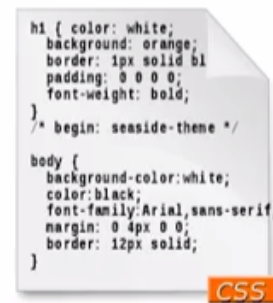 h1 { color: white;
background: orange;
border: 1px solid bl
padding: 0 0 0 0;
font-weight: bold;
}
/* begin: seaside-theme */
body {
background-color:white;
color:black;
font-family:Arial,sans-serif
margin: 0 4px 0 0;
border: 12px solid;
}
CSS